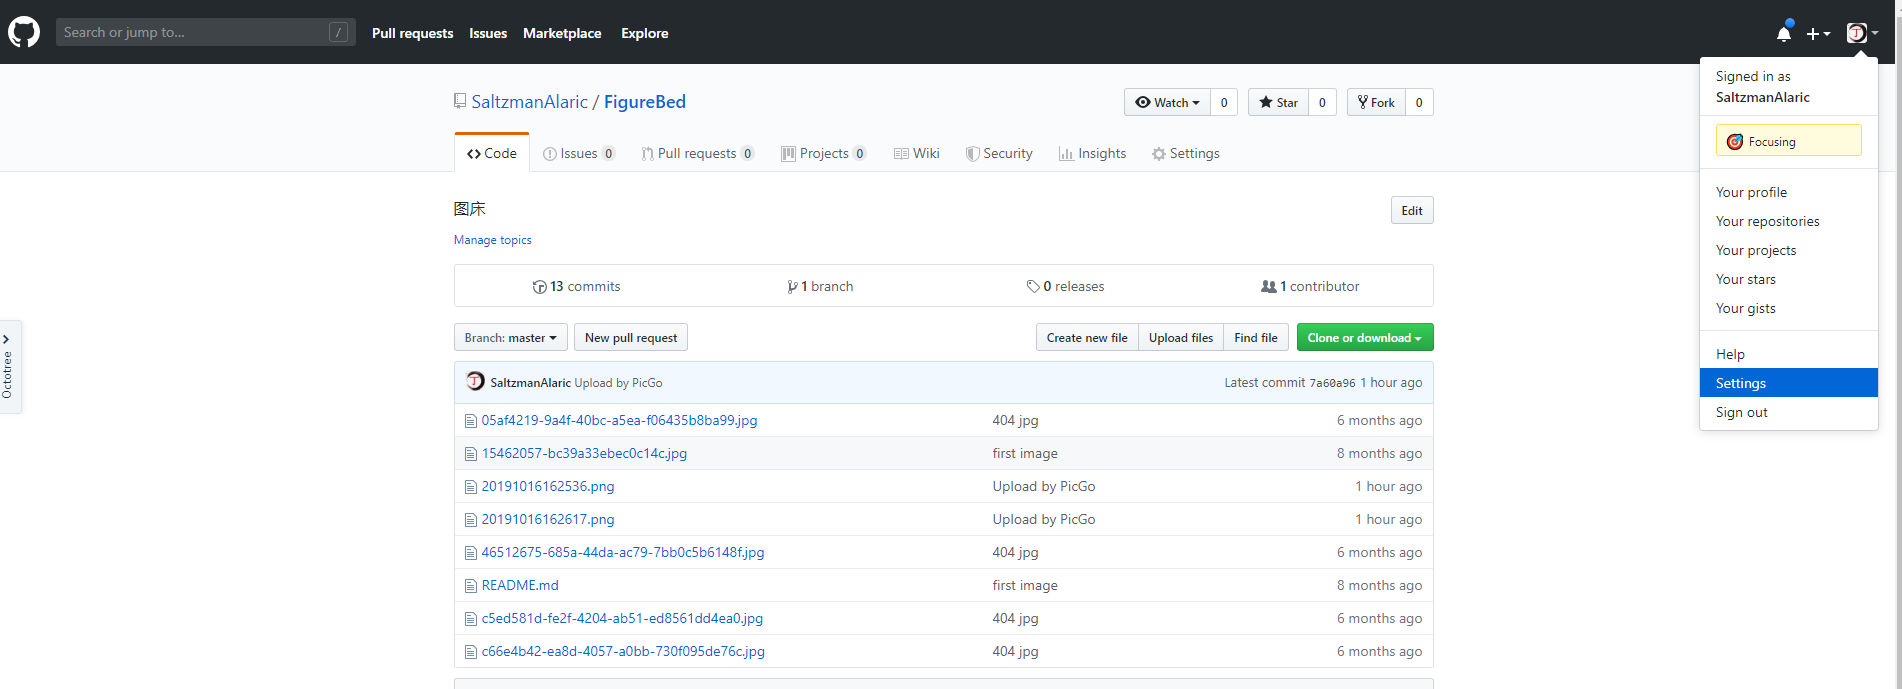 Search or jump to... / Pull requests Issues Marketplace Explore
Signed in as
SaltzmanAlaric
Focusing
Your profile
Your repositories
Your projects
Your stars
Your gists
Help
Settings
Sign out
SaltzmanAlaric / FigureBed Watch 0 Star 0 Fork 0
Code Issues 0 Pull requests 0 Projects 0 Wiki Security Insights Settings
图床 Edit
Manage topics
13 commits 1 branch 0 releases 1 contributor
Branch: master New pull request Create new file Upload files Find file Clone or download
Octotree
SaltzmanAlaric Upload by PicGo Latest commit 7a60a96 1 hour ago
05af4219-9a4f-40bc-a5ea-f06435b8ba99.jpg 404 jpg 6 months ago
15462057-bc39a33ebec0c14c.jpg first image 8 months ago
20191016162536.png Upload by PicGo 1 hour ago
20191016162617.png Upload by PicGo 1 hour ago
46512675-685a-44da-ac79-7bb0c5b6148f.jpg 404 jpg 6 months ago
README.md first image 8 months ago
c5ed581d-fe2f-4204-ab51-ed8561dd4ea0.jpg 404 jpg 6 months ago
c66e4b42-ea8d-4057-a0bb-730f095de76c.jpg 404 jpg 6 months ago